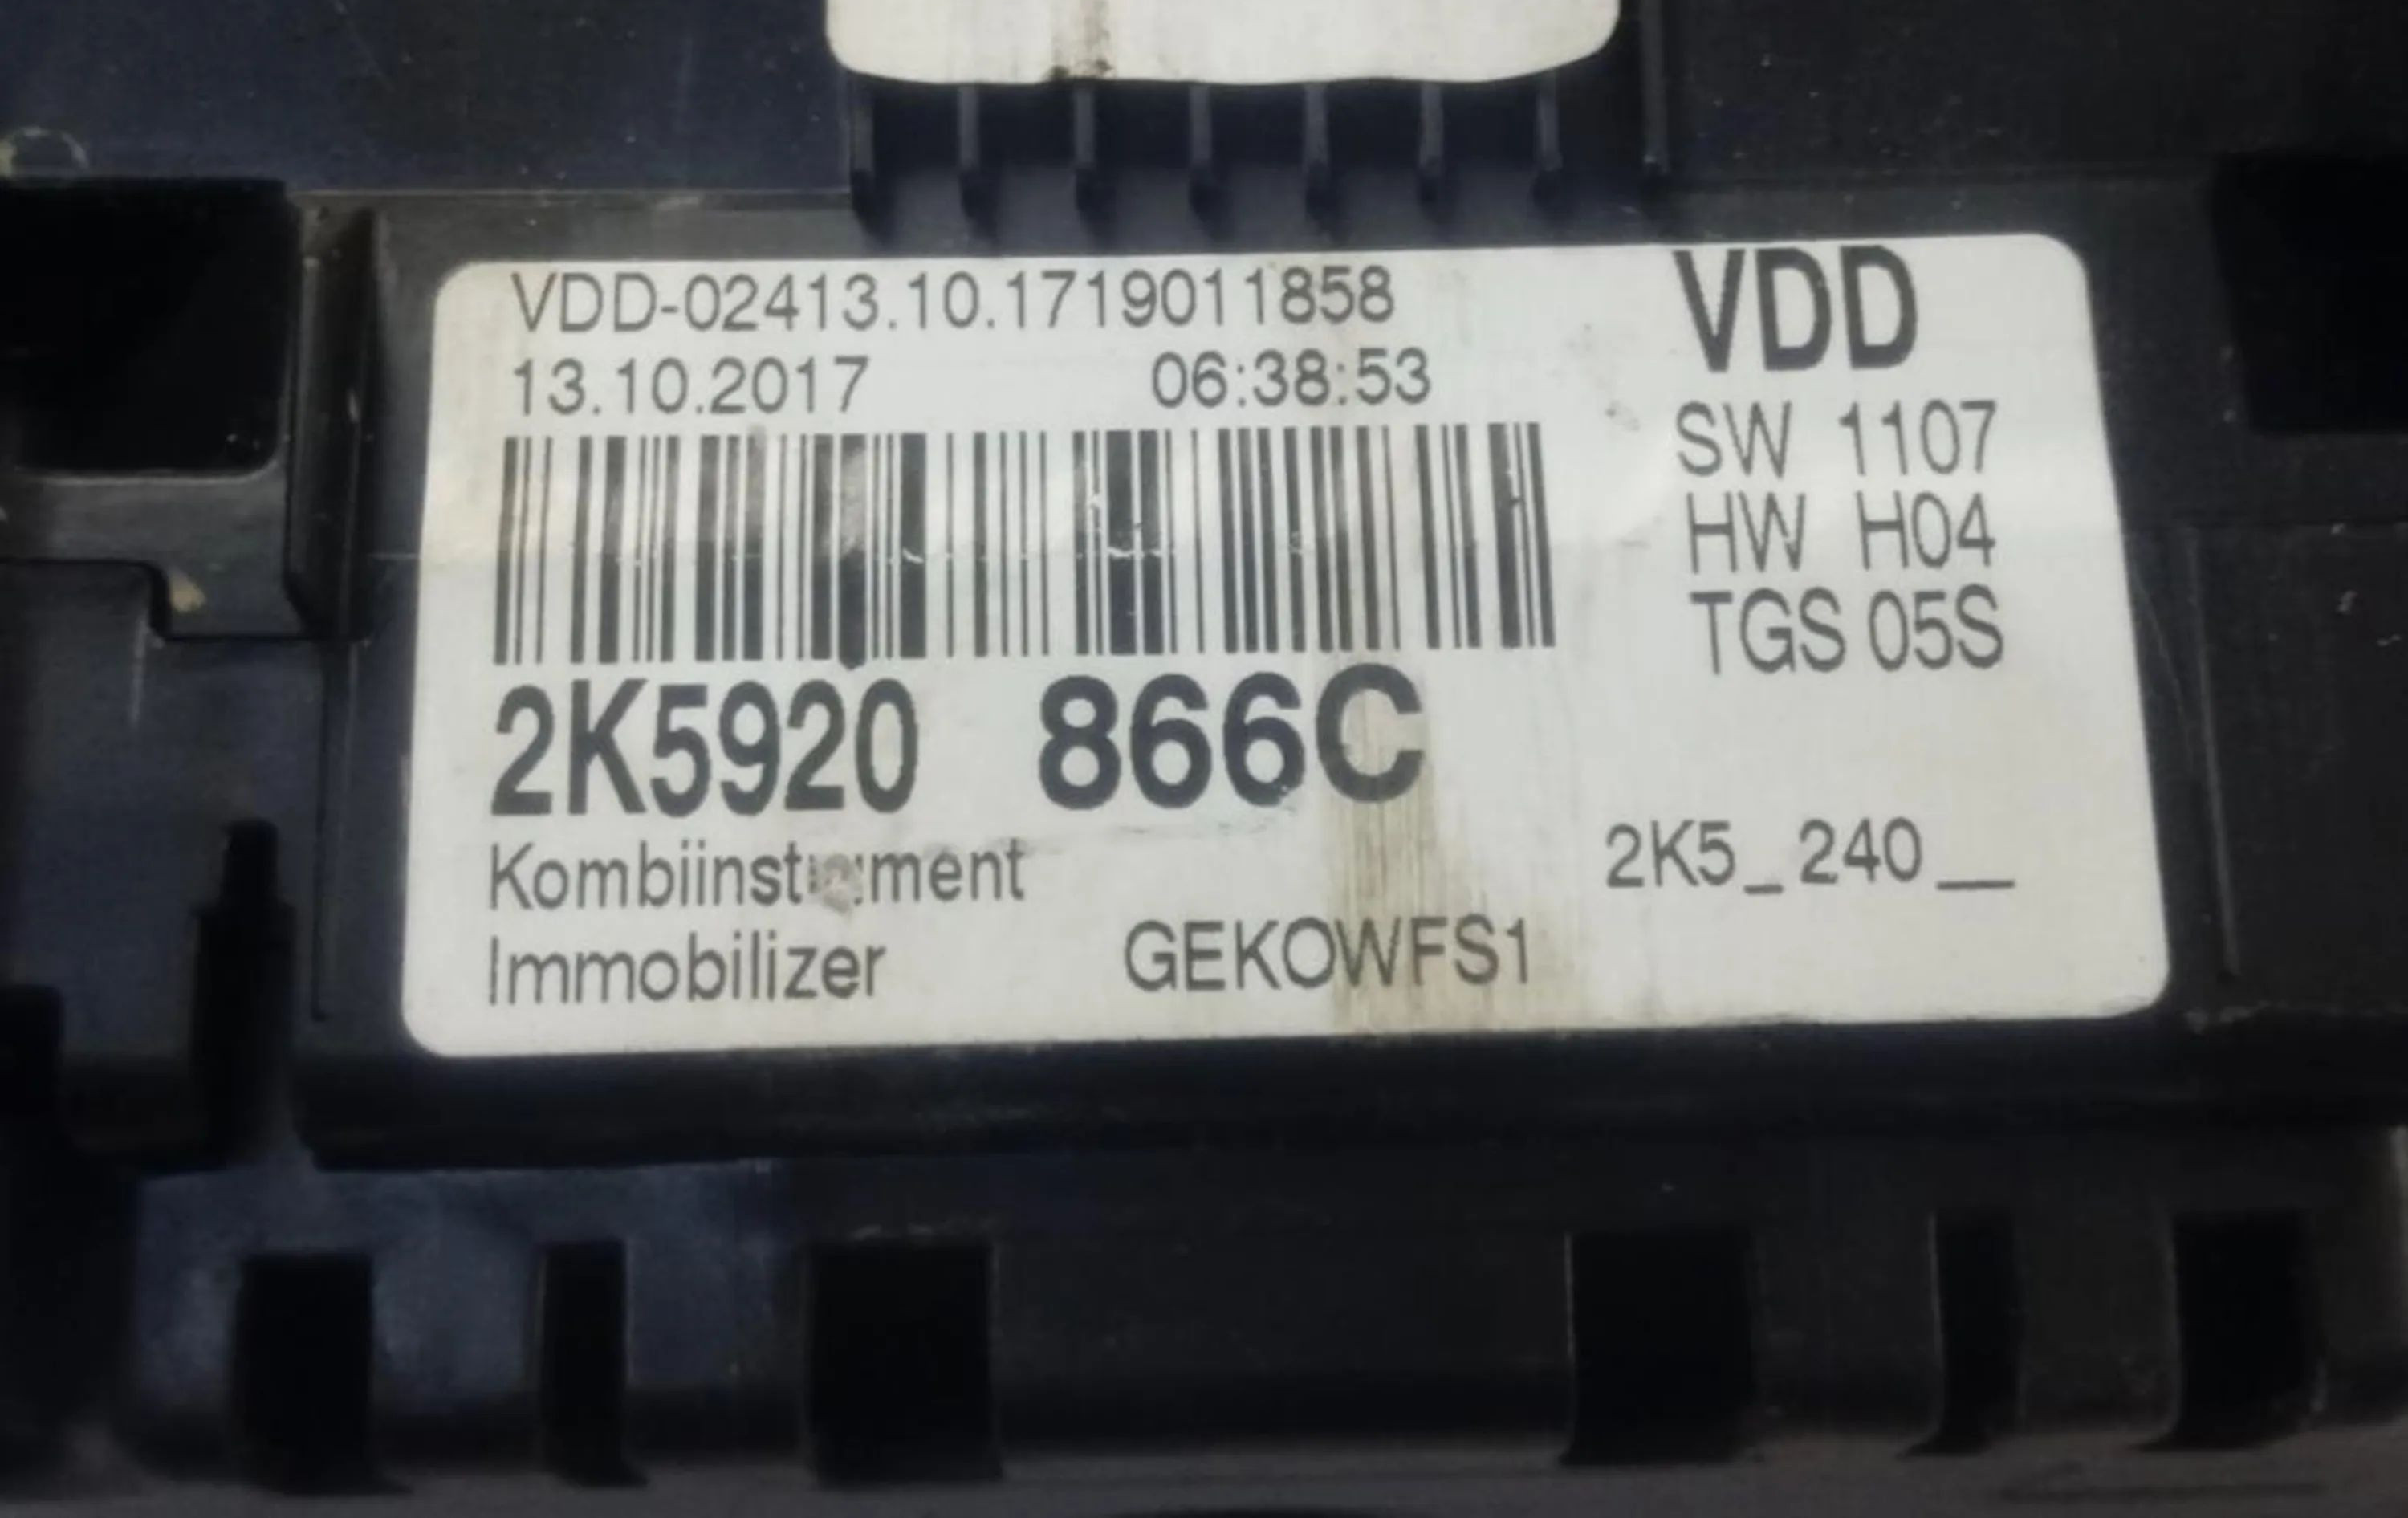 VDD-02413.10.1719011858
13.10.2017 06:38:53
VDD
SW 1107
HW H04
TGS 05S
2K5920 866C
2K5_240__
Immobilizer GEKOWFS1